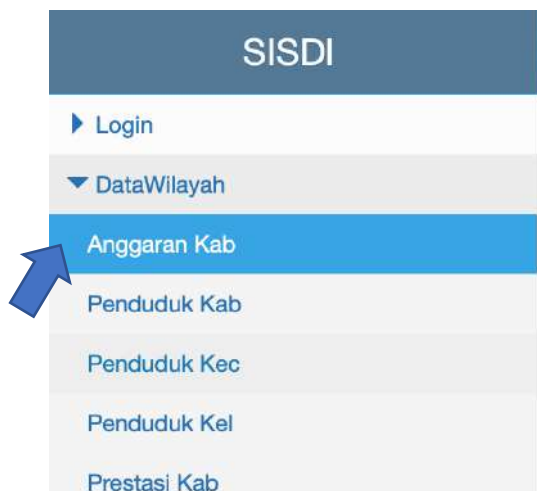 SISDI
Login
DataWilayah
Anggaran Kab
Penduduk Kab
Penduduk Kec
Penduduk Kel
Prestasi Kab